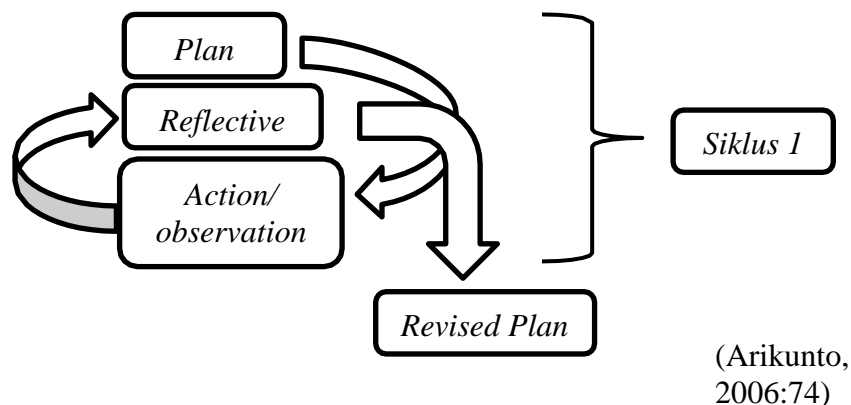 Plan
Reflective
Action/
observation
Siklus 1
Revised Plan
(Arikunto,
2006:74)